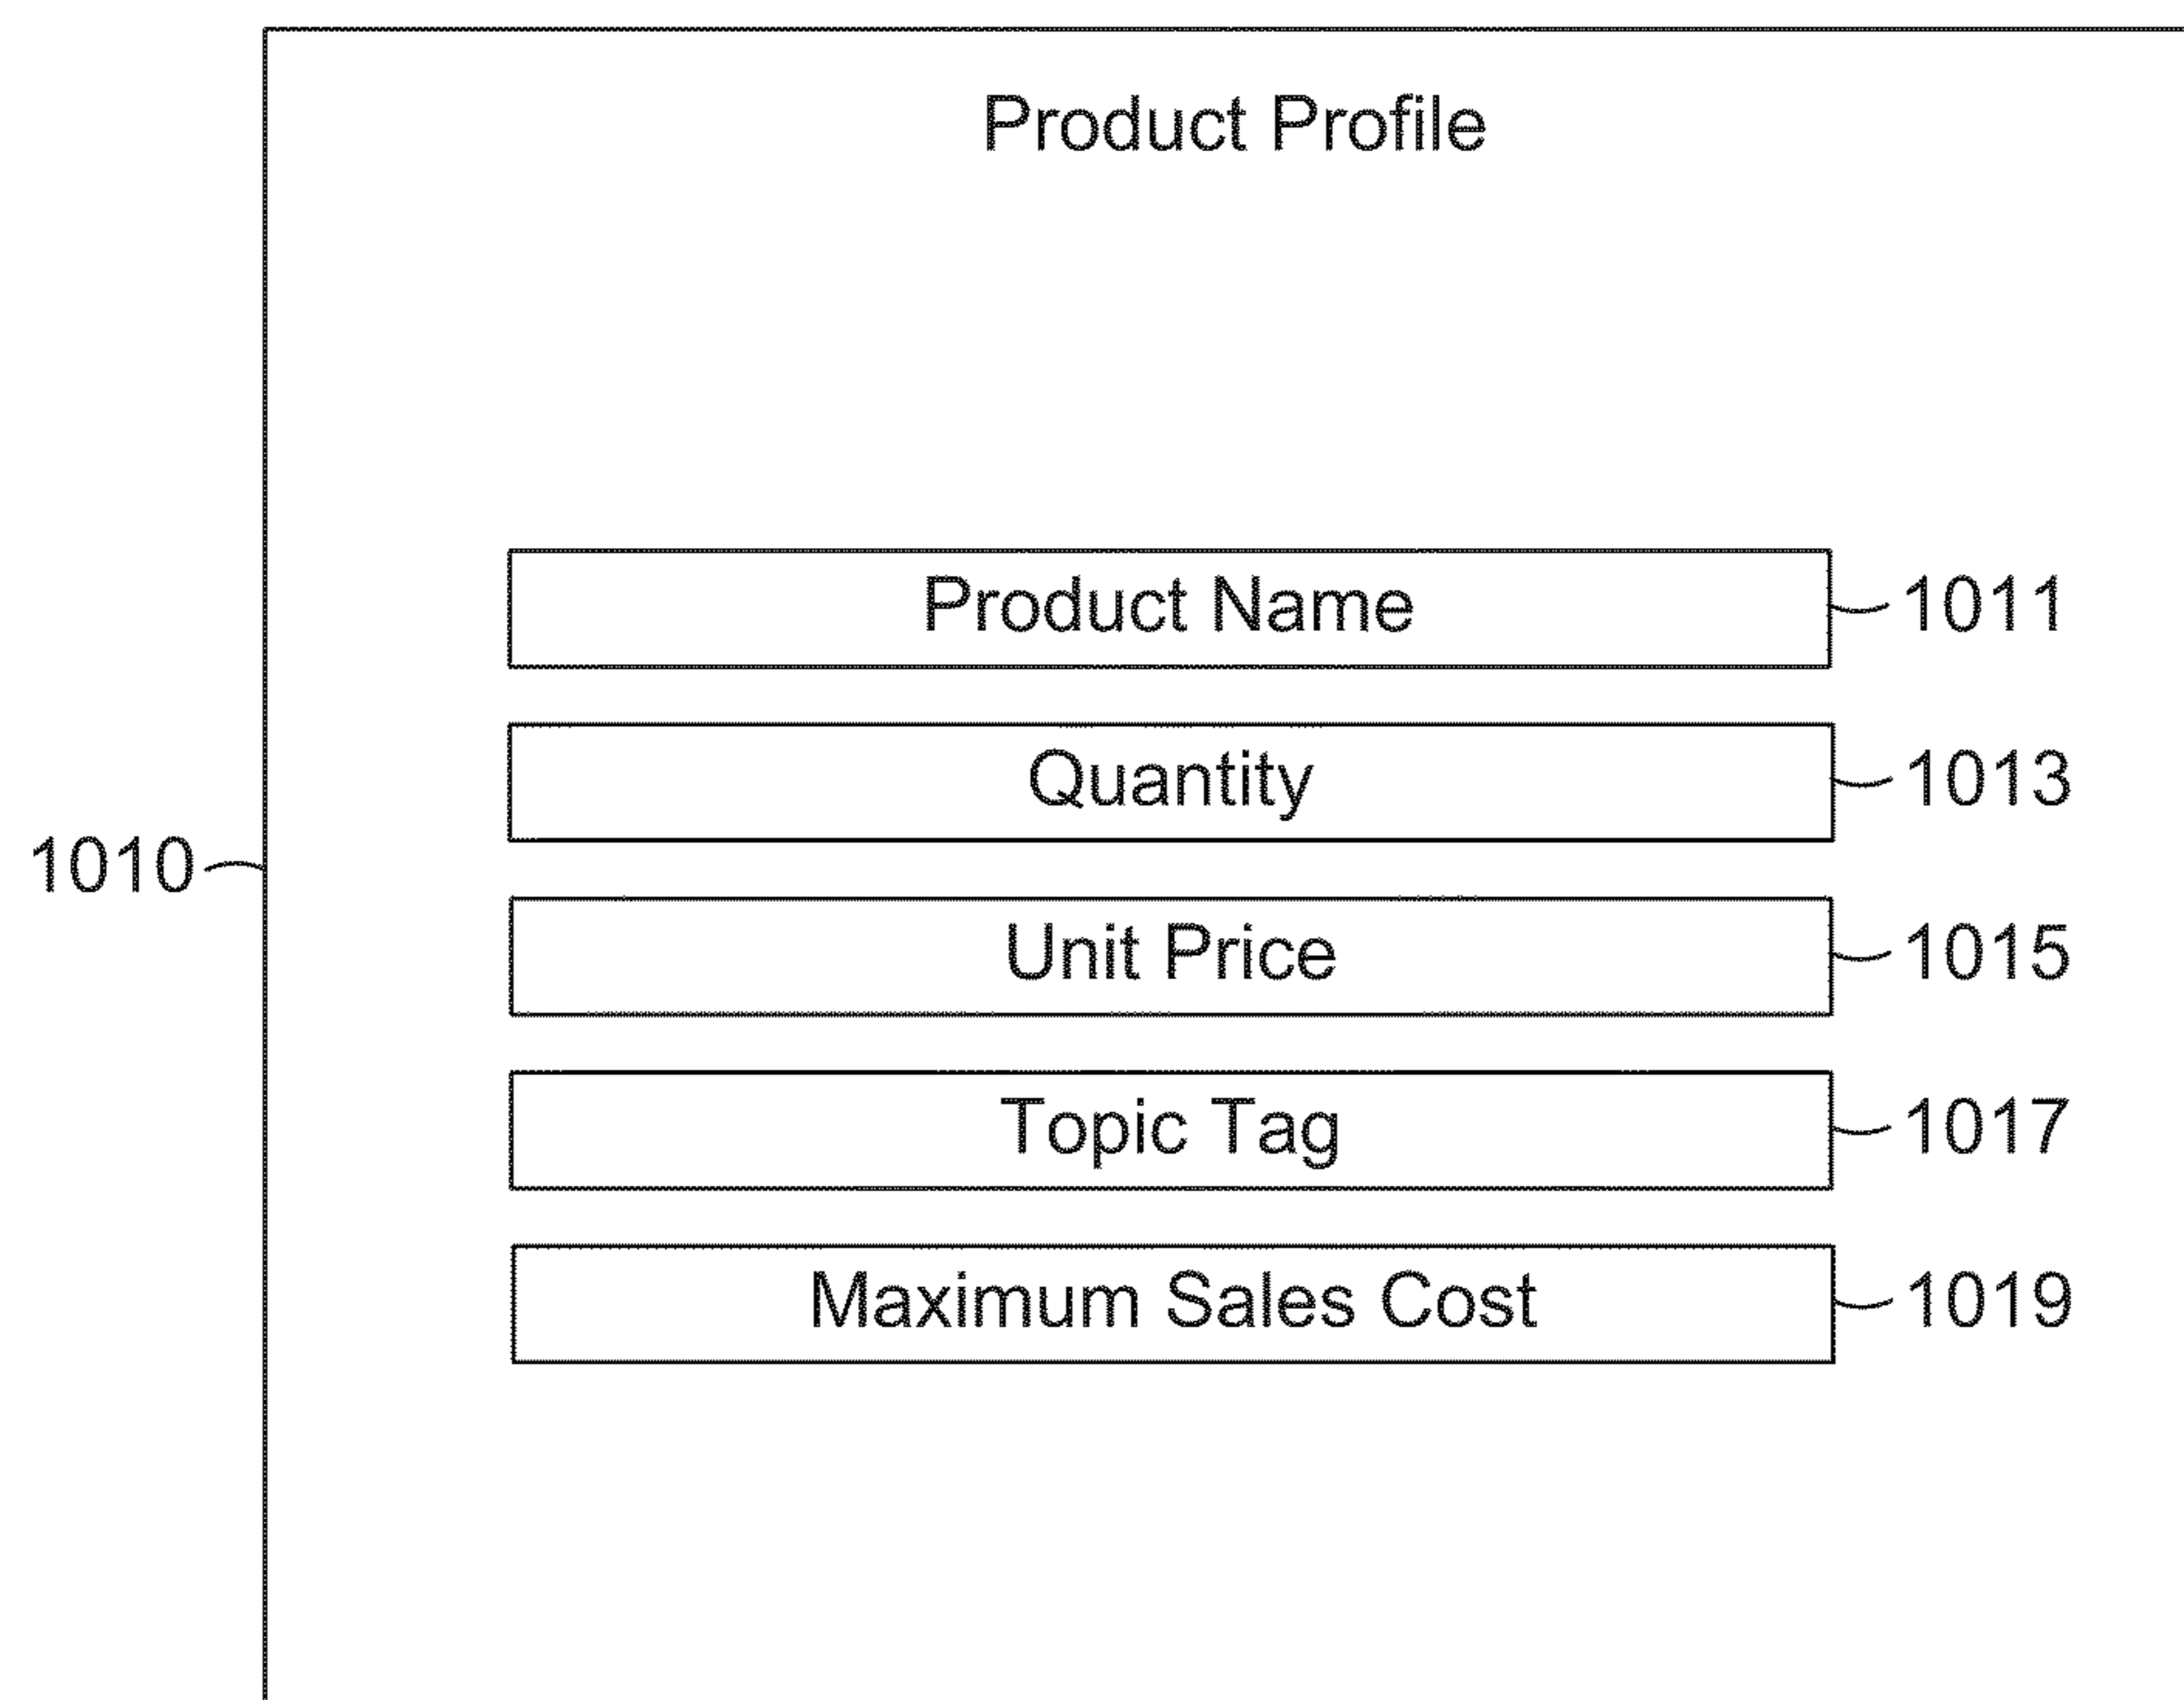 Product Profile
Product Name 1011
Quantity 1013
1010
Unit Price 1015
Topic Tag 1017
Maximum Sales Cost 1019